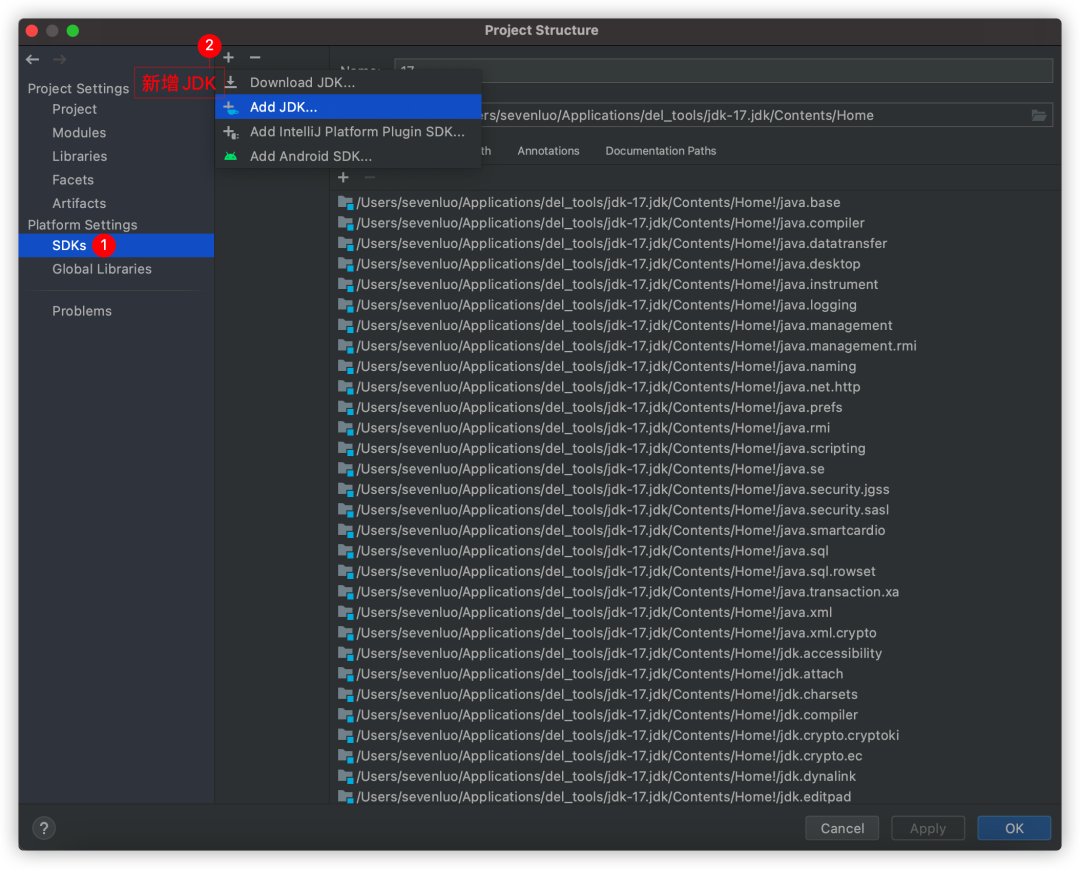 Project Structure
2
新增JDK
Project Settings
Project
Modules
Libraries
Facets
Artifacts
Platform Settings
SDKs 1
Global Libraries
Problems
Download JDK...
Add JDK...
Add IntelliJ Platform Plugin SDK...
Add Android SDK...
rs/sevenluo/Applications/del_tools/jdk-17.jdk/Contents/Home
th Annotations Documentation Paths
/Users/sevenluo/Applications/del_tools/jdk-17.jdk/Contents/Home!/java.base
/Users/sevenluo/Applications/del_tools/jdk-17.jdk/Contents/Home!/java.compiler
/Users/sevenluo/Applications/del_tools/jdk-17.jdk/Contents/Home!/java.datatransfer
/Users/sevenluo/Applications/del_tools/jdk-17.jdk/Contents/Home!/java.desktop
/Users/sevenluo/Applications/del_tools/jdk-17.jdk/Contents/Home!/java.instrument
/Users/sevenluo/Applications/del_tools/jdk-17.jdk/Contents/Home!/java.logging
/Users/sevenluo/Applications/del_tools/jdk-17.jdk/Contents/Home!/java.management
/Users/sevenluo/Applications/del_tools/jdk-17.jdk/Contents/Home!/java.management.rmi
/Users/sevenluo/Applications/del_tools/jdk-17.jdk/Contents/Home!/java.naming
/Users/sevenluo/Applications/del_tools/jdk-17.jdk/Contents/Home!/java.net.http
/Users/sevenluo/Applications/del_tools/jdk-17.jdk/Contents/Home!/java.prefs
/Users/sevenluo/Applications/del_tools/jdk-17.jdk/Contents/Home!/java.rmi
/Users/sevenluo/Applications/del_tools/jdk-17.jdk/Contents/Home!/java.scripting
/Users/sevenluo/Applications/del_tools/jdk-17.jdk/Contents/Home!/java.se
/Users/sevenluo/Applications/del_tools/jdk-17.jdk/Contents/Home!/java.security.jgss
/Users/sevenluo/Applications/del_tools/jdk-17.jdk/Contents/Home!/java.security.sasl
/Users/sevenluo/Applications/del_tools/jdk-17.jdk/Contents/Home!/java.smartcardio
/Users/sevenluo/Applications/del_tools/jdk-17.jdk/Contents/Home!/java.sql
/Users/sevenluo/Applications/del_tools/jdk-17.jdk/Contents/Home!/java.sql.rowset
/Users/sevenluo/Applications/del_tools/jdk-17.jdk/Contents/Home!/java.transaction.xa
/Users/sevenluo/Applications/del_tools/jdk-17.jdk/Contents/Home!/java.xml
/Users/sevenluo/Applications/del_tools/jdk-17.jdk/Contents/Home!/java.xml.crypto
/Users/sevenluo/Applications/del_tools/jdk-17.jdk/Contents/Home!/jdk.accessibility
/Users/sevenluo/Applications/del_tools/jdk-17.jdk/Contents/Home!/jdk.attach
/Users/sevenluo/Applications/del_tools/jdk-17.jdk/Contents/Home!/jdk.charsets
/Users/sevenluo/Applications/del_tools/jdk-17.jdk/Contents/Home!/jdk.compiler
/Users/sevenluo/Applications/del_tools/jdk-17.jdk/Contents/Home!/jdk.crypto.cryptoki
/Users/sevenluo/Applications/del_tools/jdk-17.jdk/Contents/Home!/jdk.crypto.ec
/Users/sevenluo/Applications/del_tools/jdk-17.jdk/Contents/Home!/jdk.dynalink
/Users/sevenluo/Applications/del_tools/jdk-17.jdk/Contents/Home!/jdk.editpad
? Cancel Apply OK